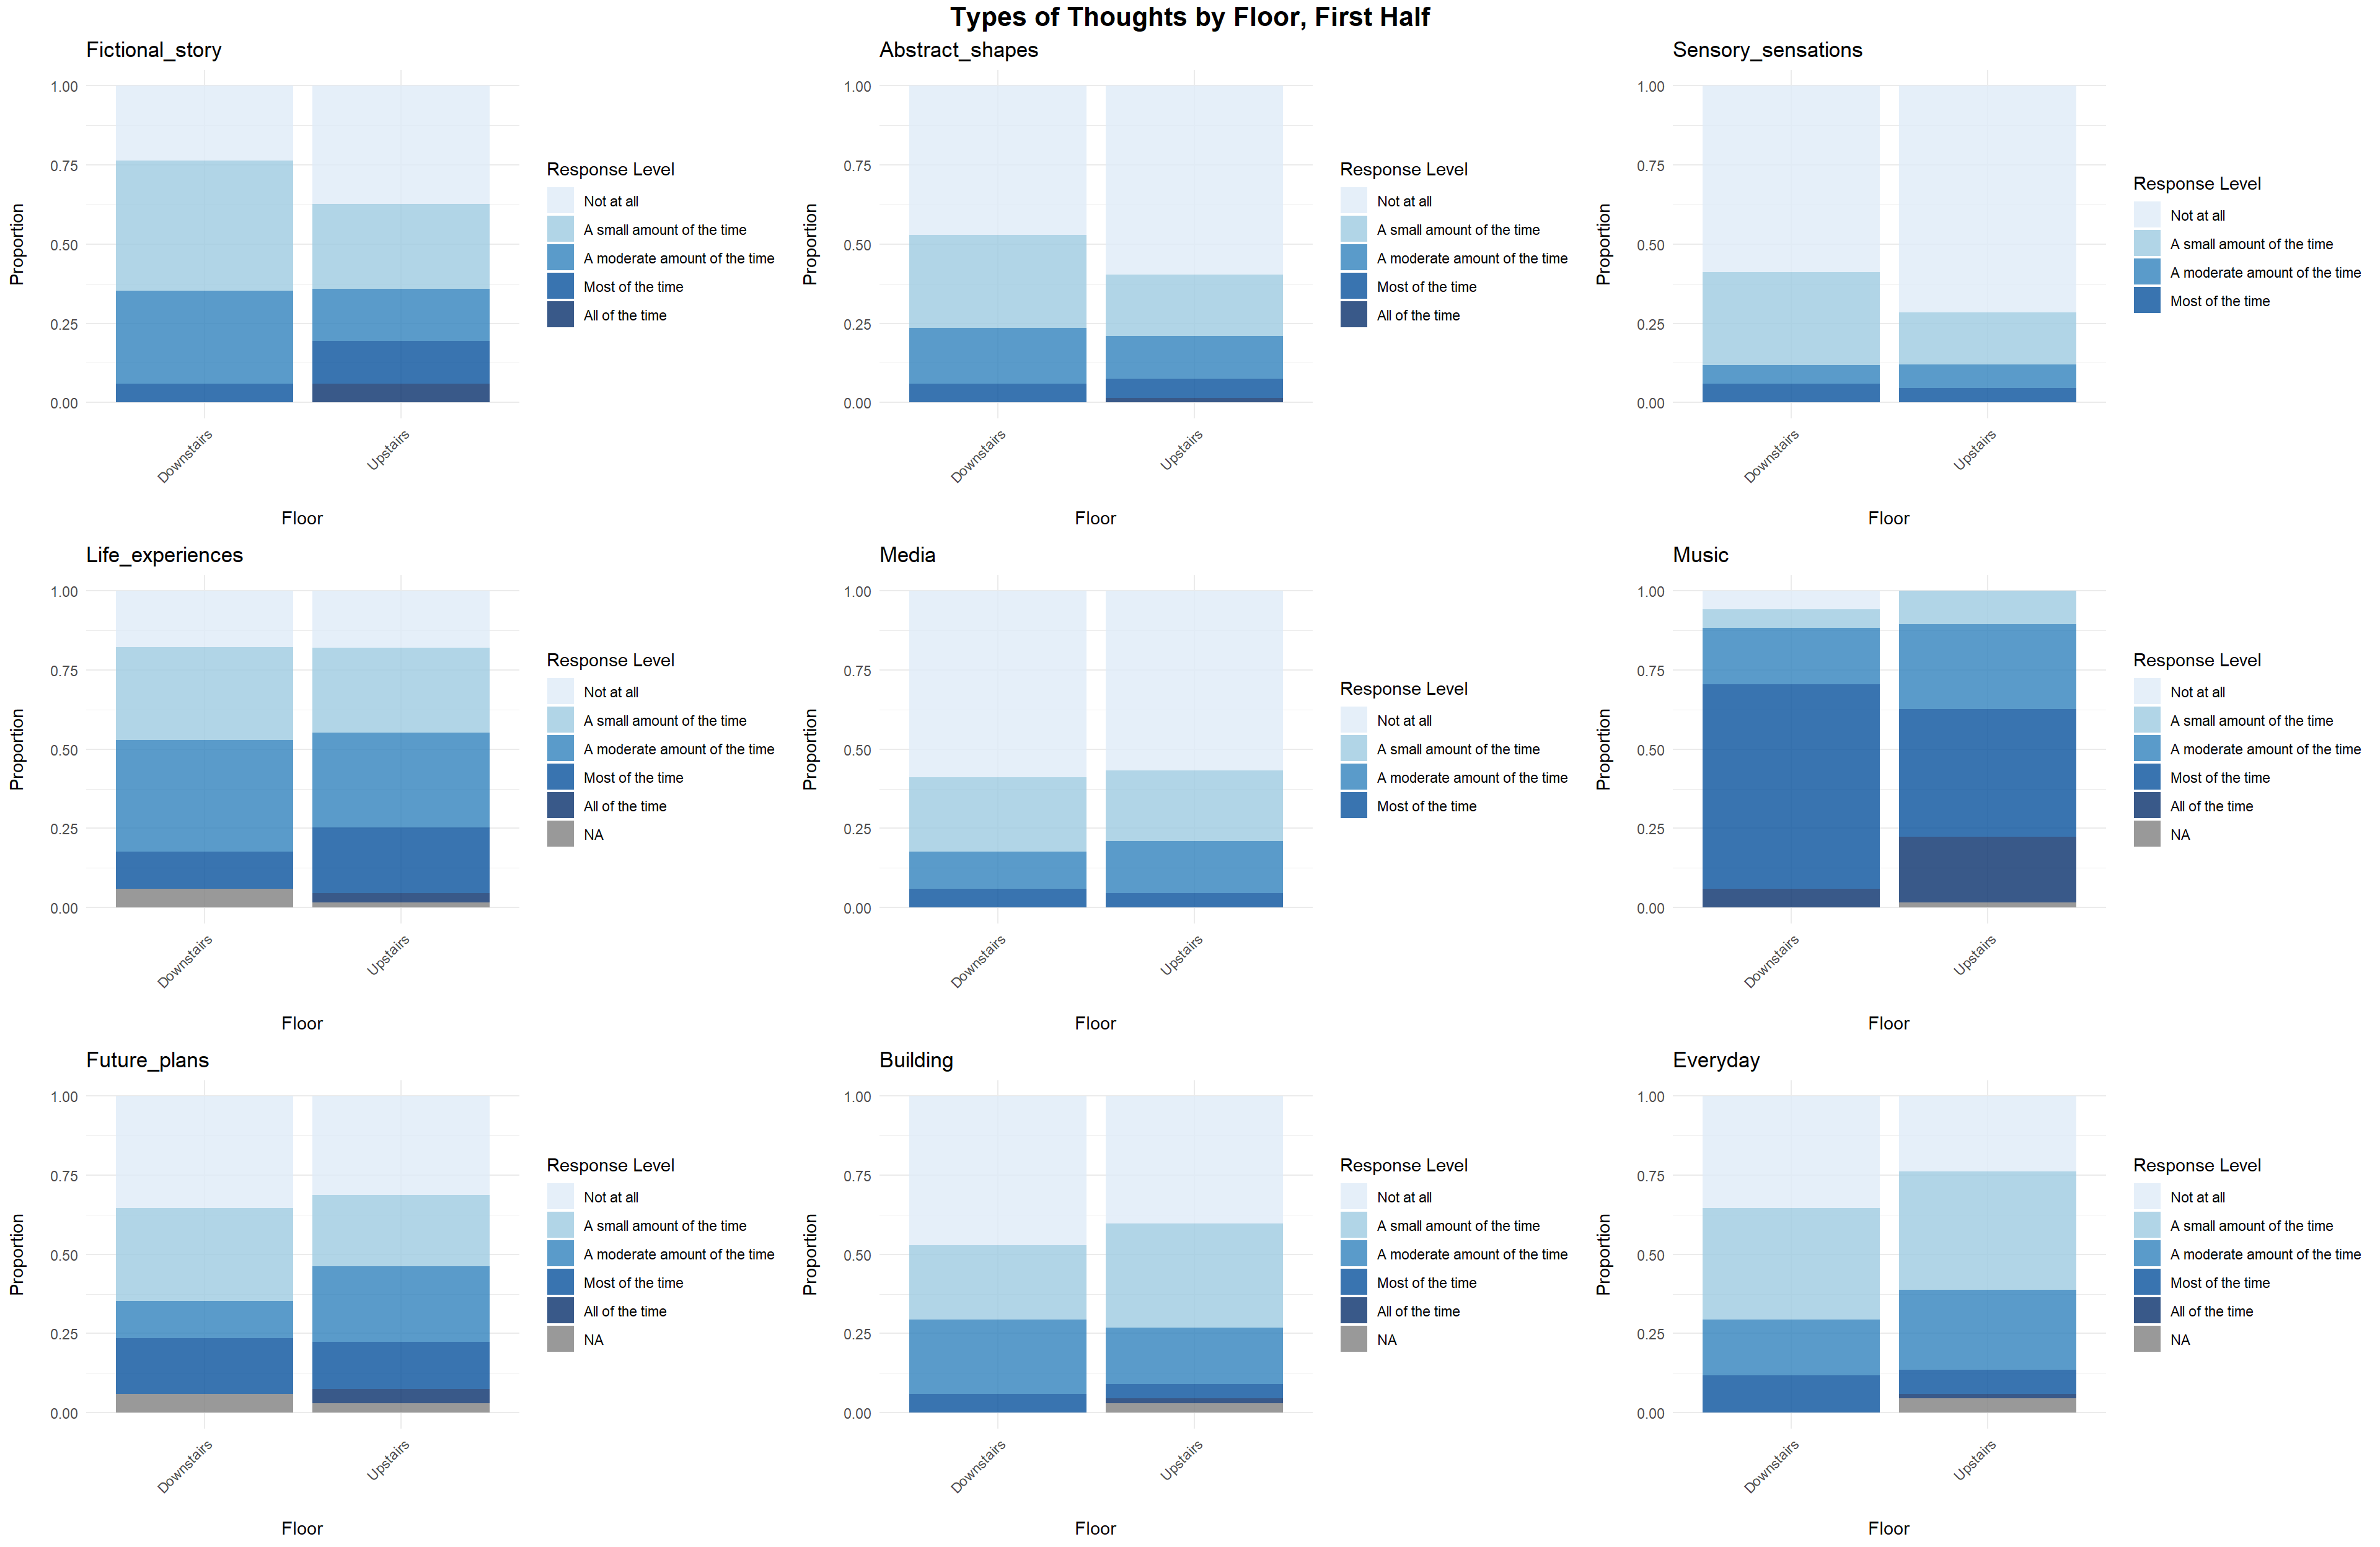 Types of Thoughts by Floor, First Half
Fictional_story
Proportion
1.00
0.75
0.50
0.25
0.00
Downstairs
Upstairs
Floor
Response Level
Not at all
A small amount of the time
A moderate amount of the time
Most of the time
All of the time
Abstract_shapes
Proportion
1.00
0.75
0.50
0.25
0.00
Downstairs
Upstairs
Floor
Response Level
Not at all
A small amount of the time
A moderate amount of the time
Most of the time
All of the time
Sensory_sensations
Proportion
1.00
0.75
0.50
0.25
0.00
Downstairs
Upstairs
Floor
Response Level
Not at all
A small amount of the time
A moderate amount of the time
Most of the time
Life_experiences
Proportion
1.00
0.75
0.50
0.25
0.00
Downstairs
Upstairs
Floor
Response Level
Not at all
A small amount of the time
A moderate amount of the time
Most of the time
All of the time
NA
Media
Proportion
1.00
0.75
0.50
0.25
0.00
Downstairs
Upstairs
Floor
Response Level
Not at all
A small amount of the time
A moderate amount of the time
Most of the time
Music
Proportion
1.00
0.75
0.50
0.25
0.00
Downstairs
Upstairs
Floor
Response Level
Not at all
A small amount of the time
A moderate amount of the time
Most of the time
All of the time
NA
Future_plans
Proportion
1.00
0.75
0.50
0.25
0.00
Downstairs
Upstairs
Floor
Response Level
Not at all
A small amount of the time
A moderate amount of the time
Most of the time
All of the time
NA
Building
Proportion
1.00
0.75
0.50
0.25
0.00
Downstairs
Upstairs
Floor
Response Level
Not at all
A small amount of the time
A moderate amount of the time
Most of the time
All of the time
NA
Everyday
Proportion
1.00
0.75
0.50
0.25
0.00
Downstairs
Upstairs
Floor
Response Level
Not at all
A small amount of the time
A moderate amount of the time
Most of the time
All of the time
NA